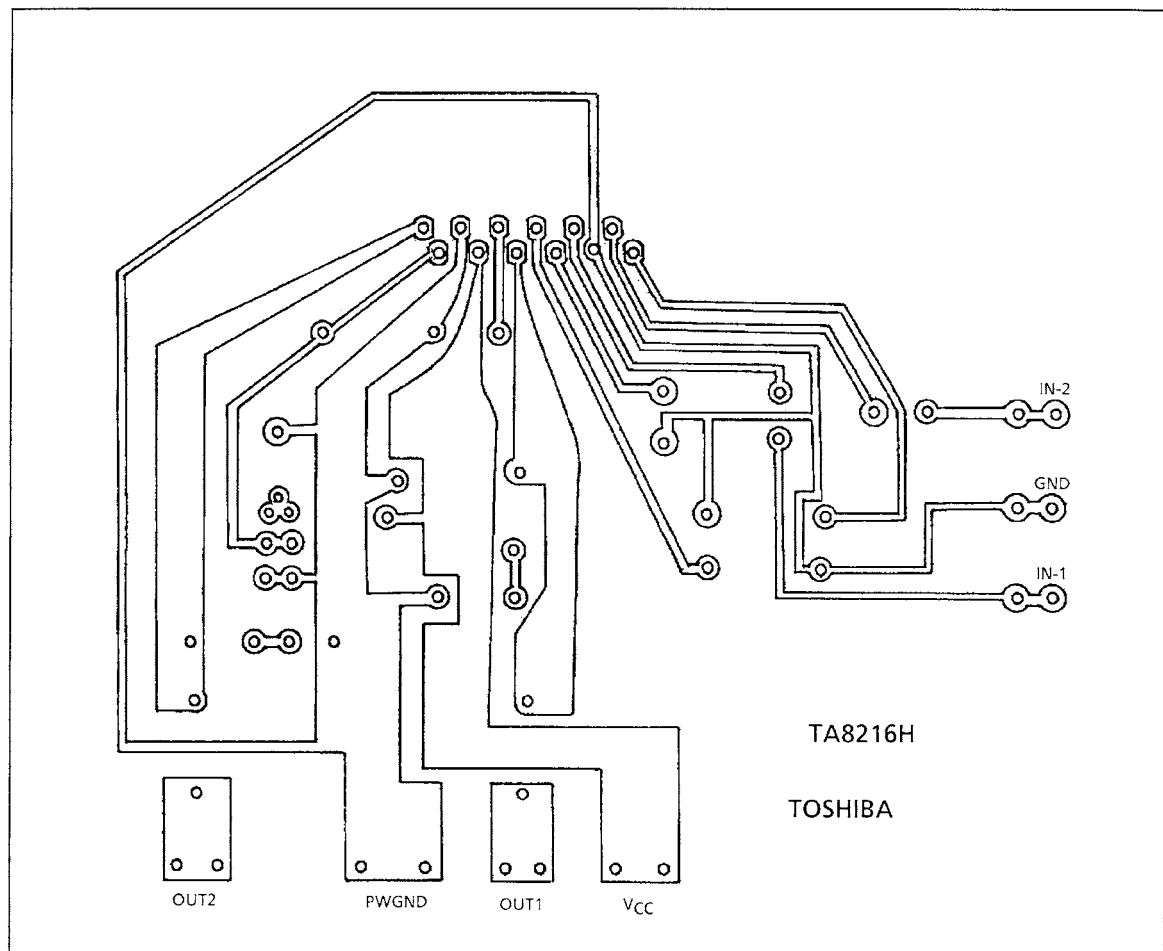 IN-2
GND
IN-1
TA8216H
TOSHIBA
OUT2
PWGND
OUT1
VCC